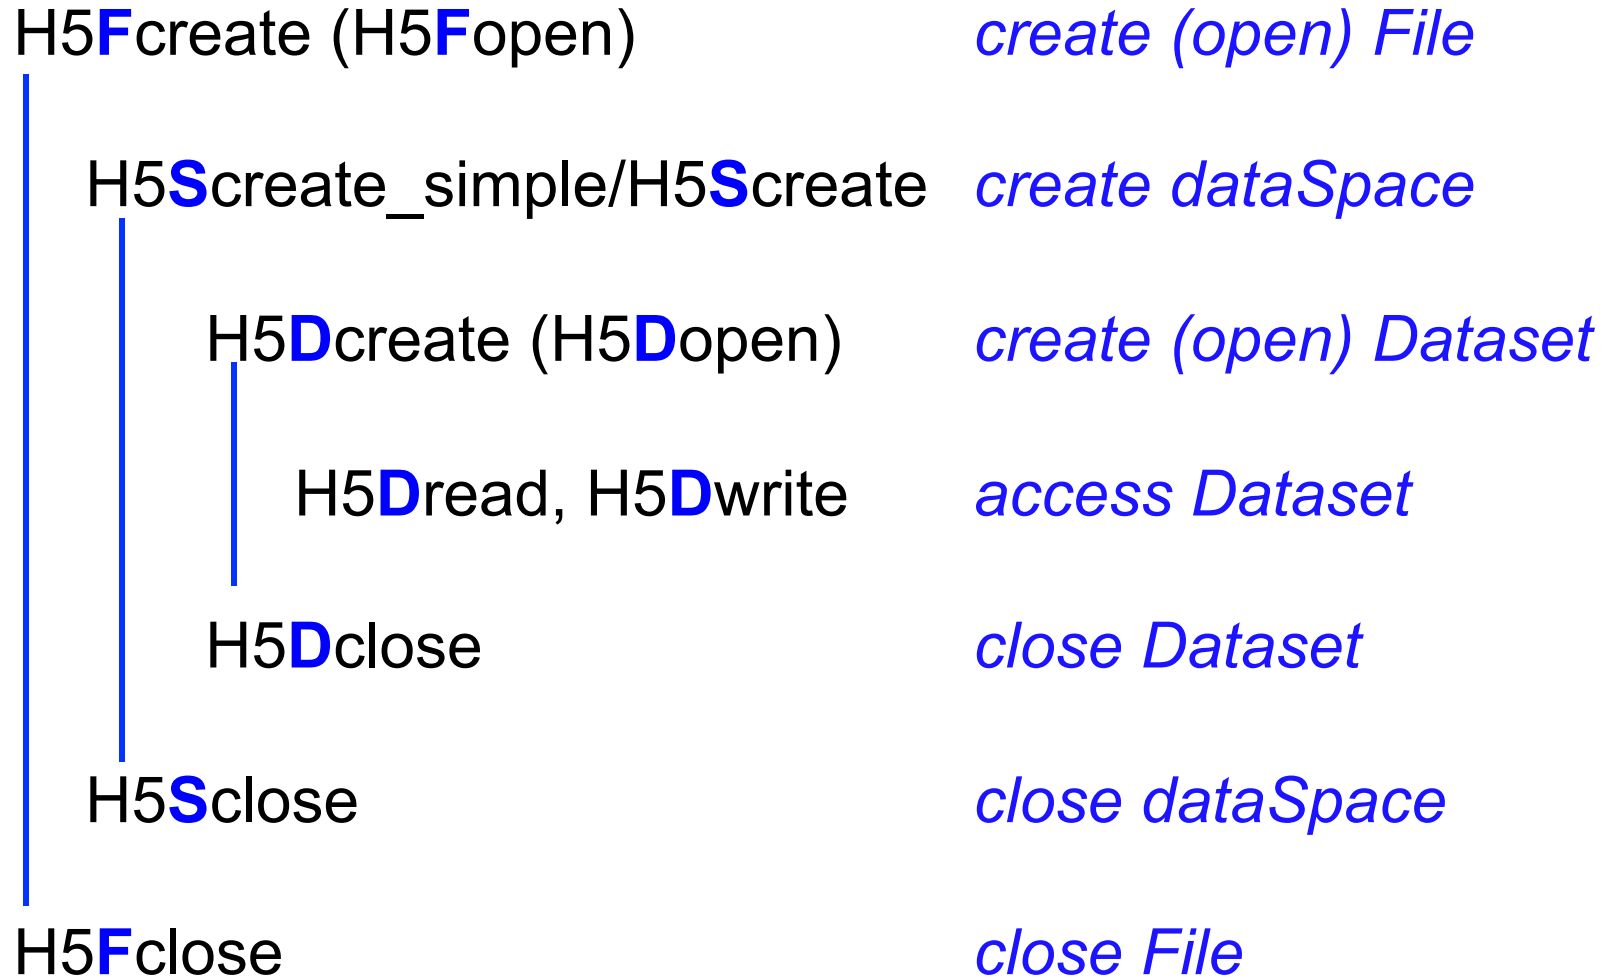 H5Fcreate (H5Fopen) create (open) File
H5Screate_simple/H5Screate create dataSpace
H5Dcreate (H5Dopen) create (open) Dataset
H5Dread, H5Dwrite access Dataset
H5Dclose close Dataset
H5Sclose close dataSpace
H5Fclose close File